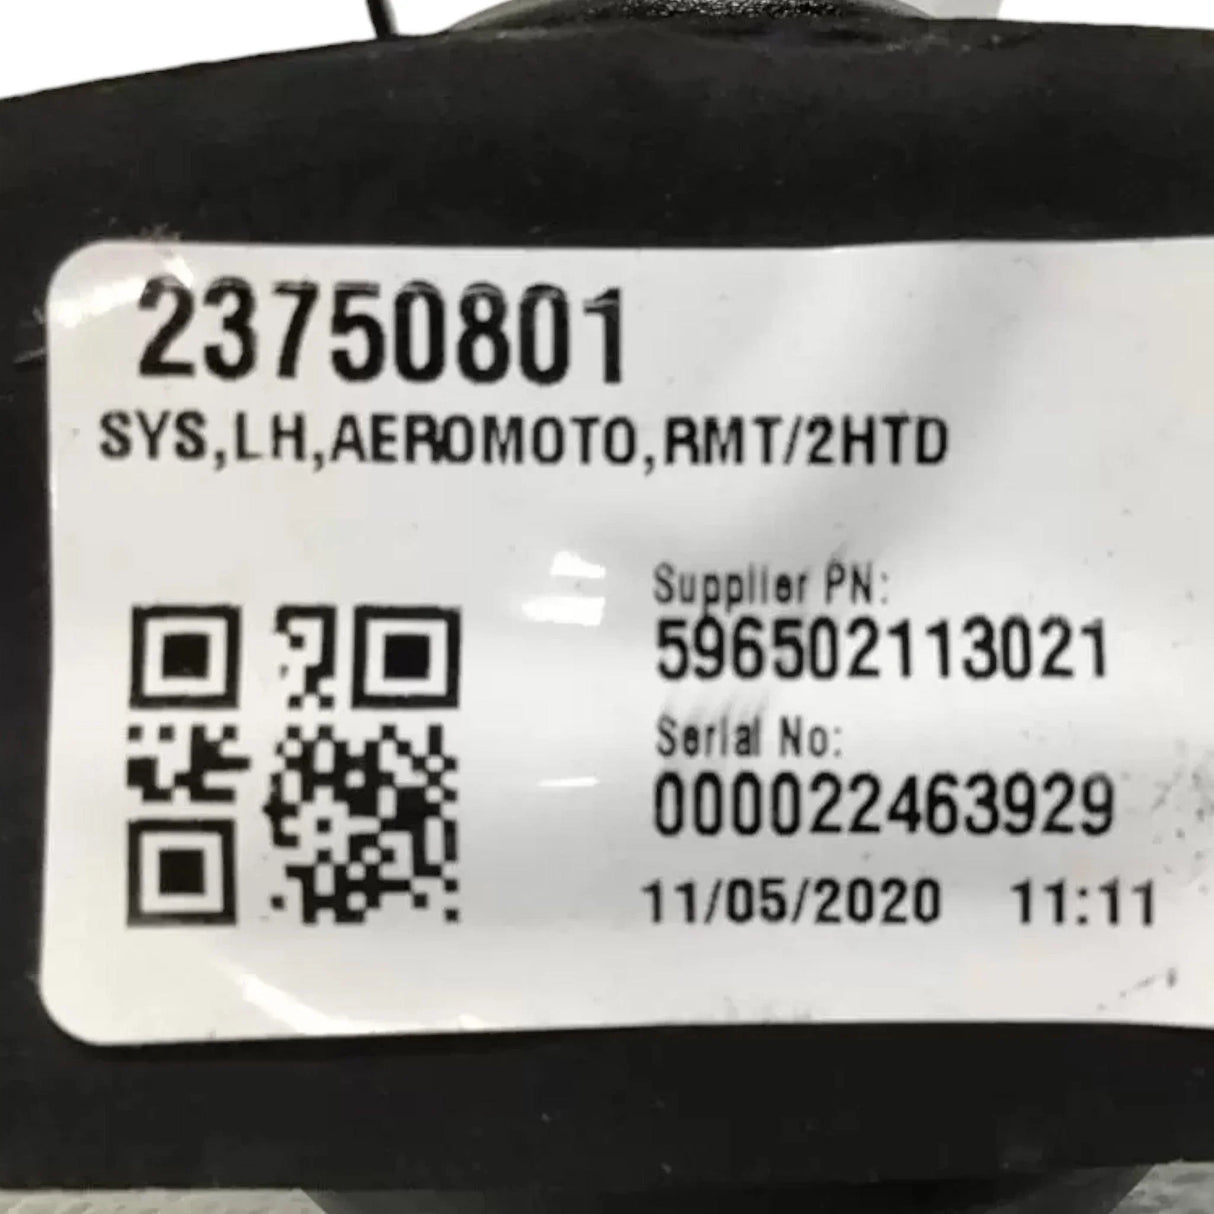 23750801
SYS,LH,AEROMOTO,RMT/2HTD
Supplier PN:
596502113021
Serial No:
000022463929
11/05/2020 11:11